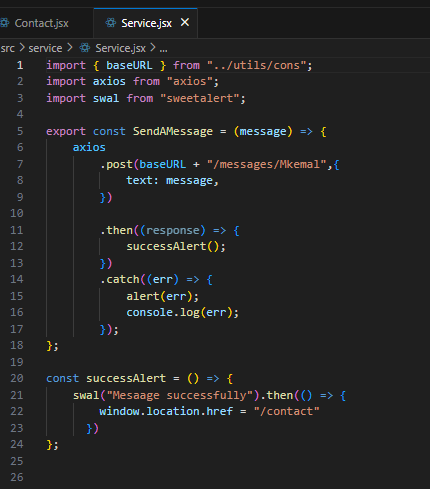 Contact.jsx
Service.jsx
src > service > Service.jsx > ...
1 import { baseURL } from "../utils/cons";
2 import axios from "axios";
3 import swal from "sweetalert";
4
5 export const SendAMessage = (message) => {
6 axios
7 .post(baseURL + "/messages/Mkemal",{
8 text: message,
9 })
10
11 .then((response) => {
12 successAlert();
13 })
14 .catch((err) => {
15 alert(err);
16 console.log(err);
17 });
18 };
19
20 const successAlert = () => {
21 swal("Mesaage successfully").then(() => {
22 window.location.href = "/contact"
23 })
24 };
25
26